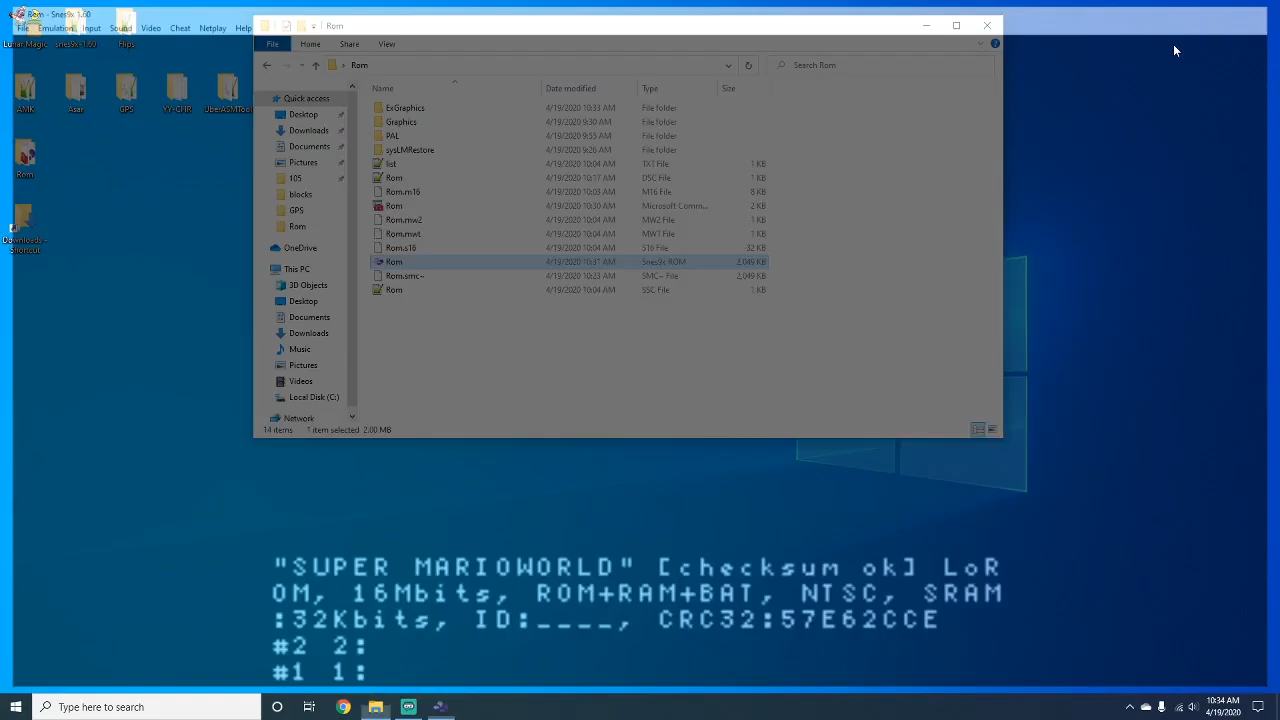 Rom - Snes9x 1.60
File Emulation Input Sound Video Cheat Netplay Help
Lunar Magic snes9x-1.60 Flips
AMK Asar GPS YY-CHR UberASMTool
Rom
Downloads -
Shortcut
Rom
File Home Share View
Rom
Search Rom
Quick access
Desktop
Downloads
Documents
Pictures
105
blocks
GPS
Rom
OneDrive
This PC
3D Objects
Desktop
Documents
Downloads
Music
Pictures
Videos
Local Disk (C:)
Network
Name Date modified Type Size
ExGraphics 4/19/2020 10:33 AM File folder
Graphics 4/19/2020 9:30 AM File folder
PAL 4/19/2020 9:55 AM File folder
sysLMRestore 4/19/2020 9:26 AM File folder
list 4/19/2020 10:04 AM TXT File 1 KB
Rom 4/19/2020 10:17 AM DSC File 1 KB
Rom.m16 4/19/2020 10:03 AM M16 File 8 KB
Rom 4/19/2020 10:30 AM Microsoft Comm... 2 KB
Rom.mw2 4/19/2020 10:04 AM MW2 File 1 KB
Rom.mwt 4/19/2020 10:04 AM MWT File 1 KB
Rom.s16 4/19/2020 10:04 AM S16 File 32 KB
Rom 4/19/2020 10:31 AM Snes9x ROM 2,049 KB
Rom.smc~ 4/19/2020 10:23 AM SMC~ File 2,049 KB
Rom 4/19/2020 10:04 AM SSC File 1 KB
14 items 1 item selected 2.00 MB
"SUPER MARIOWORLD" [checksum ok] LoR
OM, 16Mbits, ROM+RAM+BAT, NTSC, SRAM
:32Kbits, ID:____, CRC32:57E62CCE
#2 2:
#1 1:
Type here to search
10:34 AM
4/19/2020